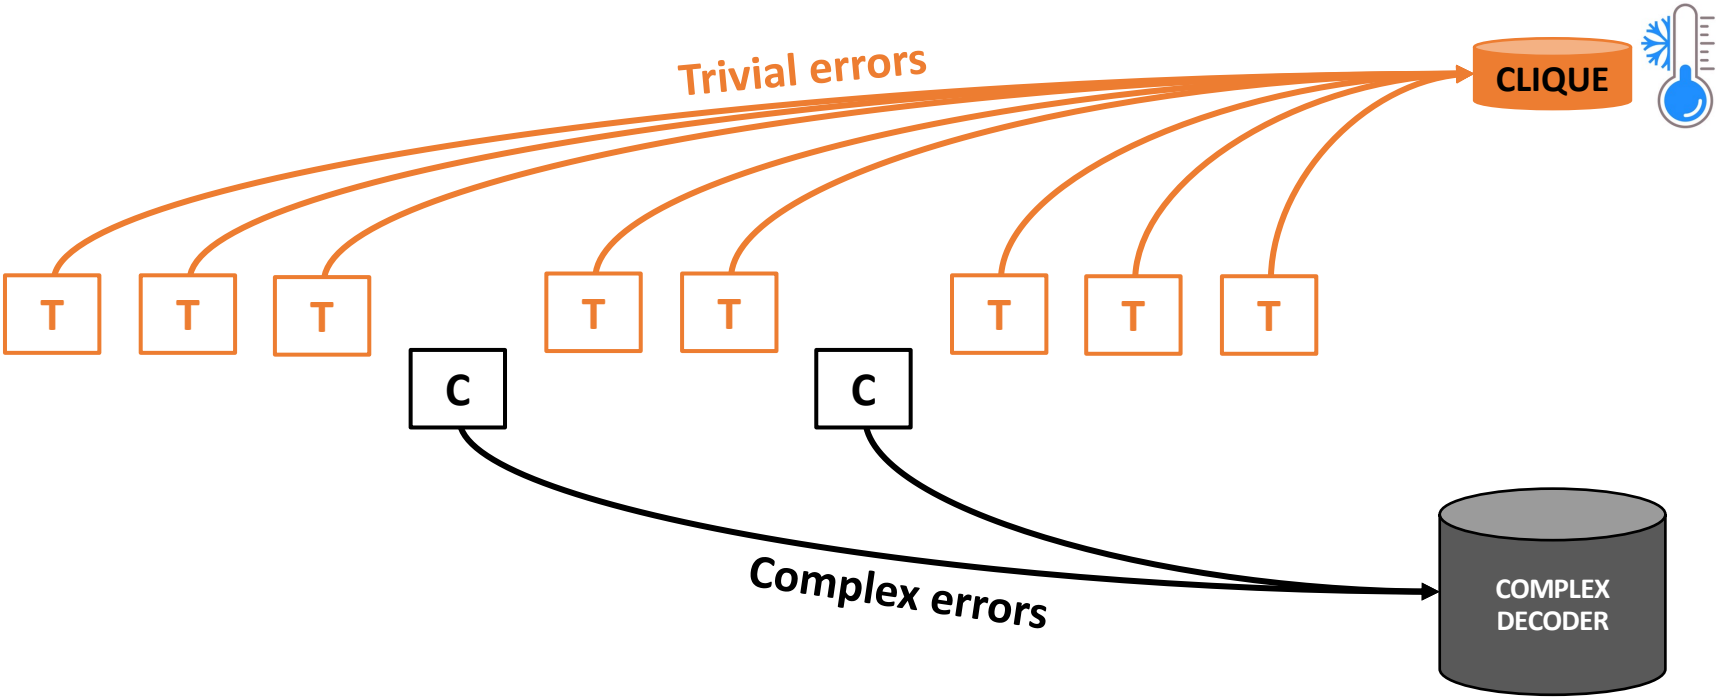 Trivial errors
CLIQUE
T T T T T T T T
C C
Complex errors
COMPLEX
DECODER